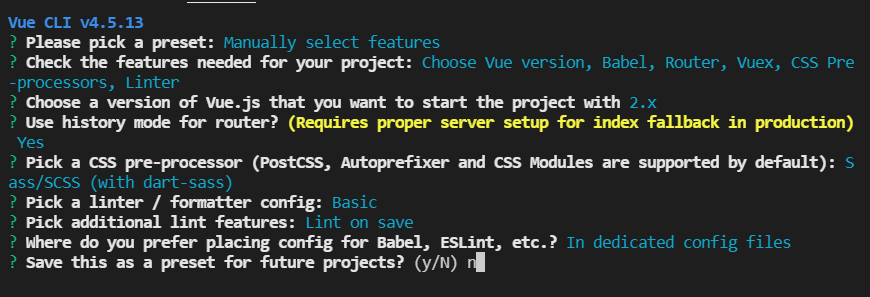 Vue CLI v4.5.13
? Please pick a preset: Manually select features
? Check the features needed for your project: Choose Vue version, Babel, Router, Vuex, CSS Pre
-processors, Linter
? Choose a version of Vue.js that you want to start the project with 2.x
? Use history mode for router? (Requires proper server setup for index fallback in production)
Yes
? Pick a CSS pre-processor (PostCSS, Autoprefixer and CSS Modules are supported by default): S
ass/SCSS (with dart-sass)
? Pick a linter / formatter config: Basic
? Pick additional lint features: Lint on save
? Where do you prefer placing config for Babel, ESLint, etc.? In dedicated config files
? Save this as a preset for future projects? (y/N) n